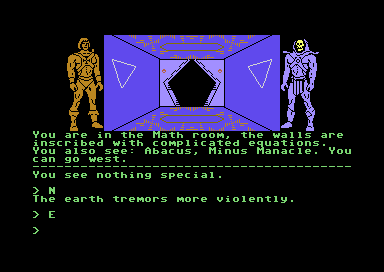 You are in the Math room, the walls are
inscribed with complicated equations.
You also see: Abacus, Minus Manacle. You
can go west.
----------------------------------------
You see nothing special.
> N
The earth tremors more violently.
> E
>